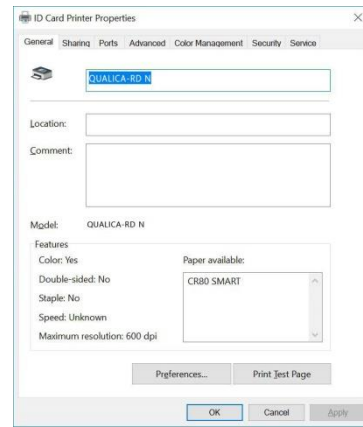 ID Card Printer Properties
General Sharing Ports Advanced Color Management Security Service
QUALICA-RD N
Location:
Comment:
Model: QUALICA-RD N
Features
Color: Yes
Paper available:
Double-sided: No
CR80 SMART
Staple: No
Speed: Unknown
Maximum resolution: 600 dpi
Preferences...
Print Test Page
OK
Cancel
Apply